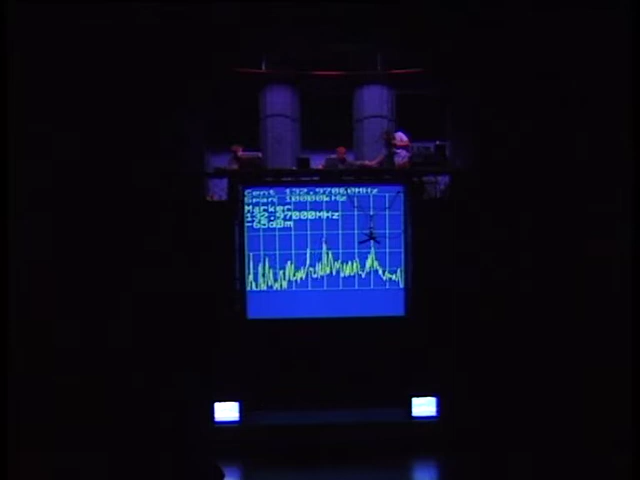 Cent 132.97060MHz
Span 10000kHz
Marker
132.97000MHz
-65dBm